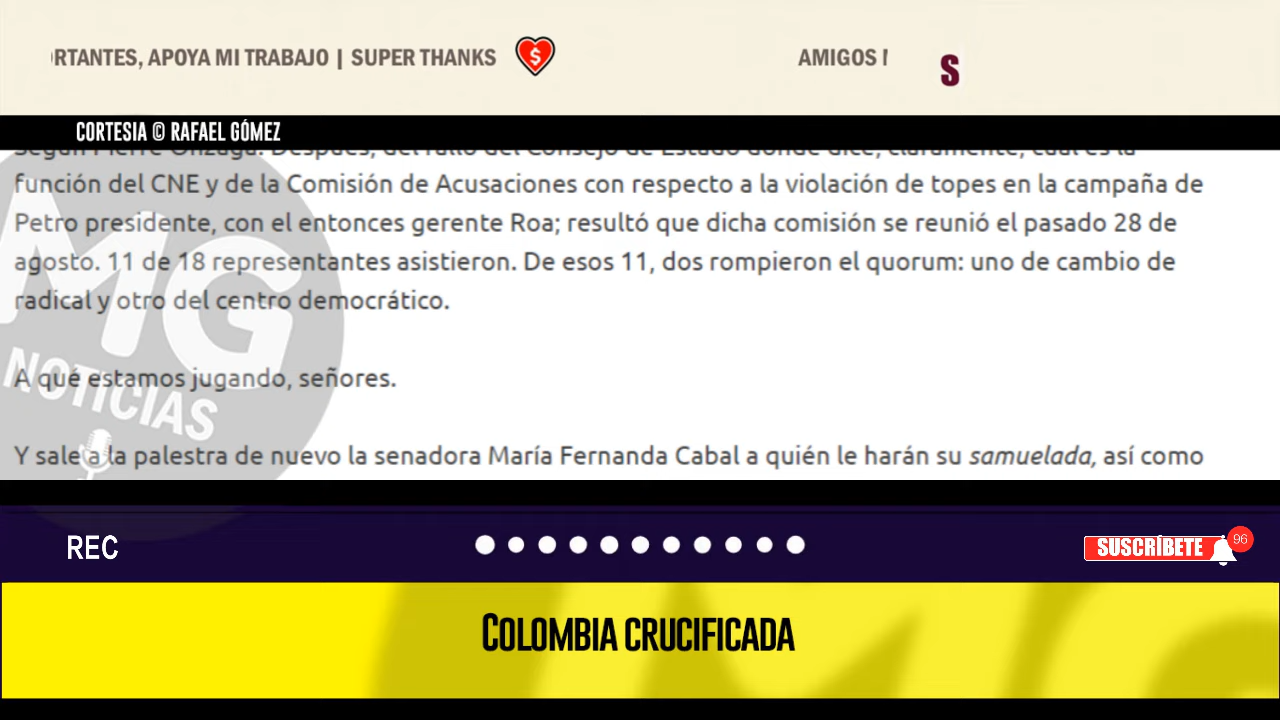 RTANTES, APOYA MI TRABAJO | SUPER THANKS
AMIGOS
S
CORTESIA © RAFAEL GÓMEZ
función del CNE y de la Comisión de Acusaciones con respecto a la violación de topes en la campaña de
Petro presidente, con el entonces gerente Roa; resultó que dicha comisión se reunió el pasado 28 de
agosto. 11 de 18 representantes asistieron. De esos 11, dos rompieron el quorum: uno de cambio de
radical y otro del centro democrático.
A qué estamos jugando, señores.
Y sale a la palestra de nuevo la senadora María Fernanda Cabal a quién le harán su samuelada, así como
MG
NOTICIAS
REC
SUSCRÍBETE
96
COLOMBIA CRUCIFICADA